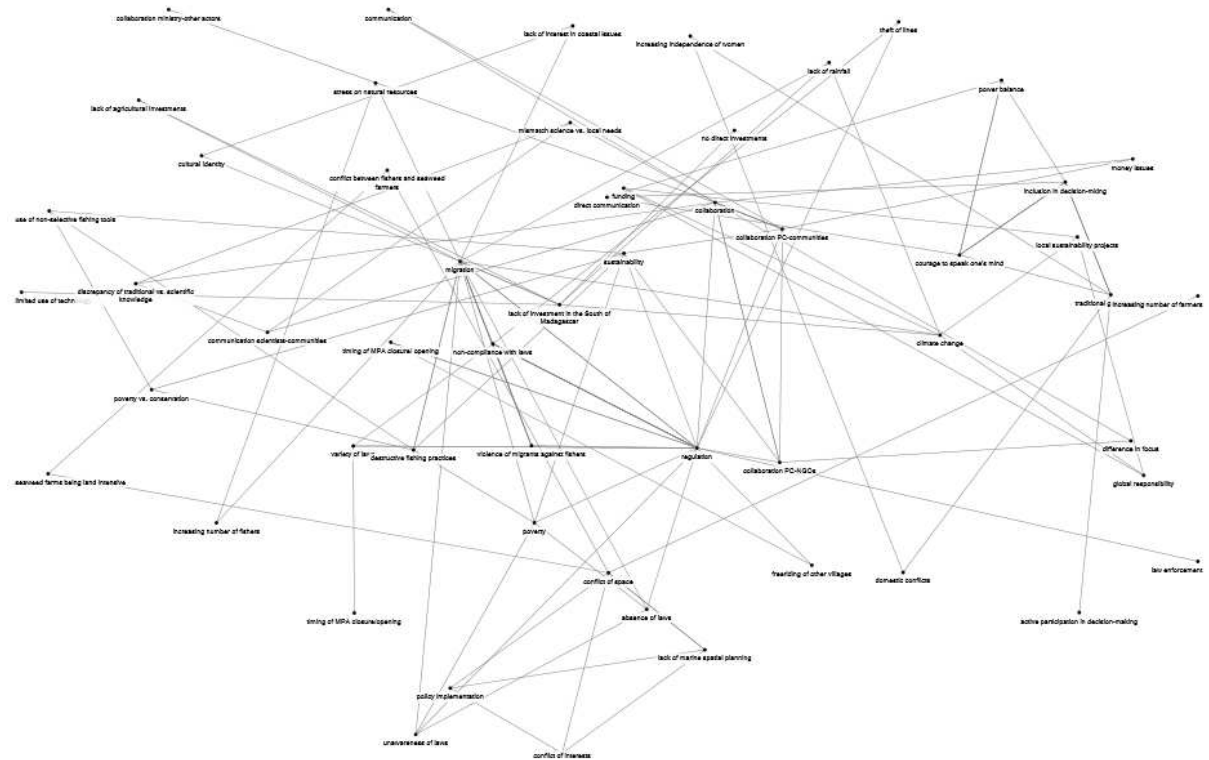 collaboration ministry-other actors
communication
lack of interest in coastal issues
theft of lines
increasing independence of women
lack of rainfall
stress on natural resources
power balance
lack of agricultural investments
mismatch science vs. local needs
no direct investments
cultural identity
conflict between fishers and seaweed
farmers
money issues
inclusion in decision-mking
funding
direct communication
collaboration
use of non-selective fishing tools
collaboration PC-communities
local sustainability projects
sustainability
courage to speak one's mind
migration
discrepancy of traditional vs. scientific
knowledge
limited use of techn
traditional
increasing number of farmers
lack of investment in the South of
Madagascar
communication scientists-communities
climate change
timing of MPA closure/ opening
non-compliance with laws
poverty vs. conservation
variety of
destructive fishing practices
violence of migrams against fishers
regulation
difference in focus
collaboration PC-NGOs
seaweed farms being land intensive
global responsibility
increasing number of fishers
poverty
law enforcement
freeriding of other villages
conflict of space
domestic conflicts
absence of laws
timing of MPA closure/opening
active participation in decision-making
lack of marine spatial planning
policy implementation
unawareness of laws
conflict of interests